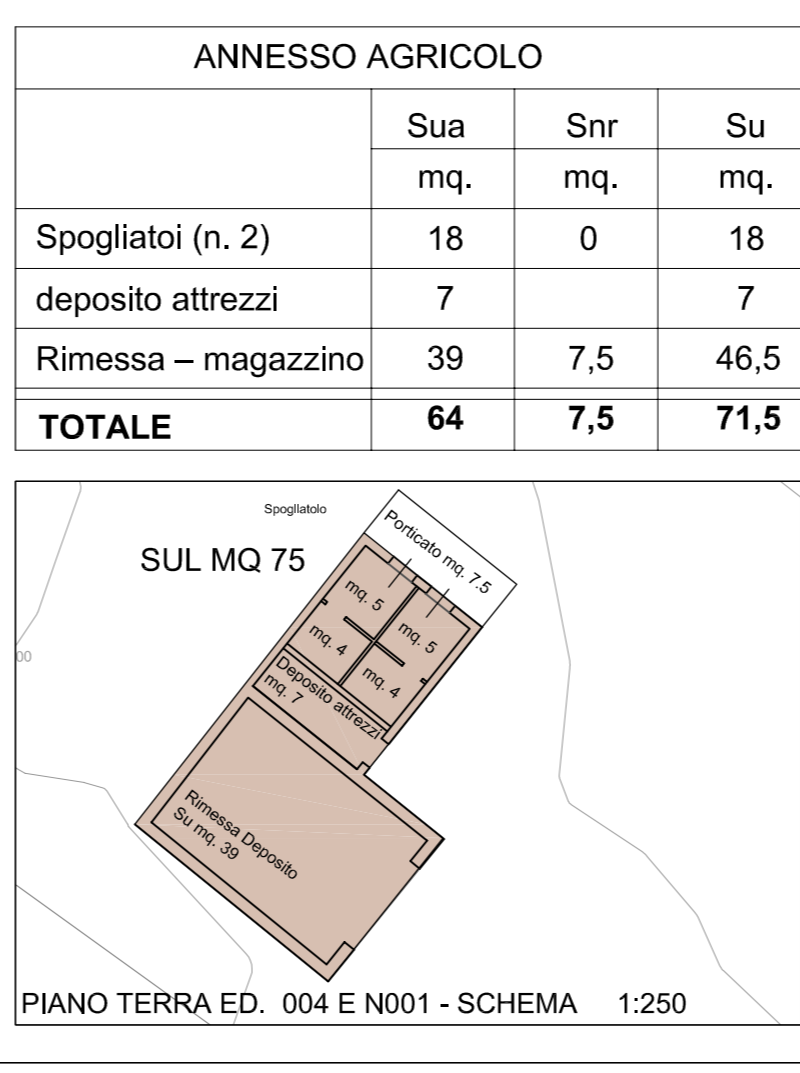 ANNESSO AGRICOLO
Sua Snr Su
mq. mq. mq.
Spogliatoi (n. 2) 18 0 18
deposito attrezzi 7 7
Rimessa – magazzino 39 7,5 46,5
TOTALE 64 7,5 71,5
Spogliatoio
SUL MQ 75
Porticato mq. 7.5
mq. 5
mq. 5
mq. 4
mq. 4
Deposito attrezzi
mq. 7
00
Rimessa Deposito
Su mq. 39
PIANO TERRA ED. 004 E N001 - SCHEMA 1:250